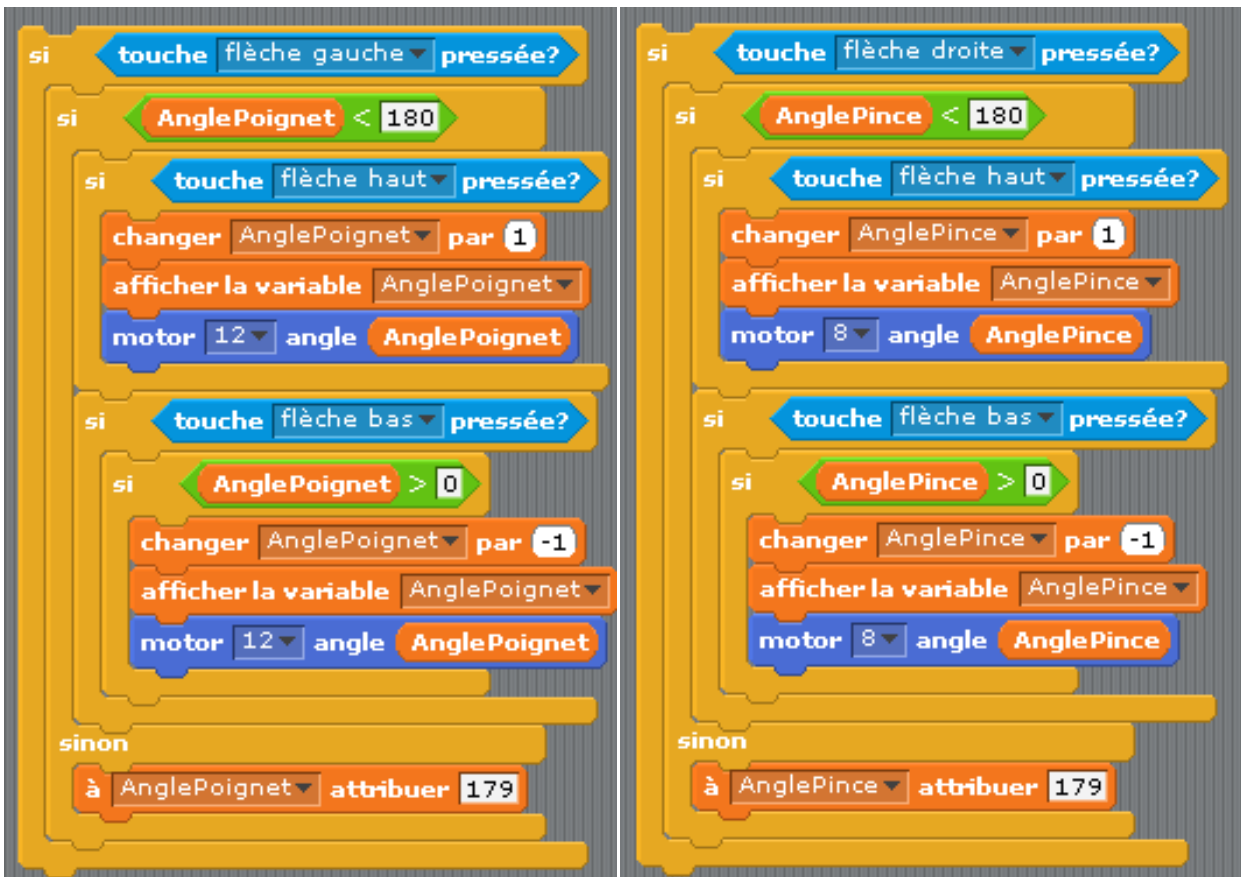 si touche flèche gauche pressée?
si AnglePoignet < 180
si touche flèche haut pressée?
changer AnglePoignet par 1
afficher la variable AnglePoignet
motor 12 angle AnglePoignet
si touche flèche bas pressée?
si AnglePoignet > 0
changer AnglePoignet par -1
afficher la variable AnglePoignet
motor 12 angle AnglePoignet
sinon
à AnglePoignet attribuer 179
si touche flèche droite pressée?
si AnglePince < 180
si touche flèche haut pressée?
changer AnglePince par 1
afficher la variable AnglePince
motor 8 angle AnglePince
si touche flèche bas pressée?
si AnglePince > 0
changer AnglePince par -1
afficher la variable AnglePince
motor 8 angle AnglePince
sinon
à AnglePince attribuer 179